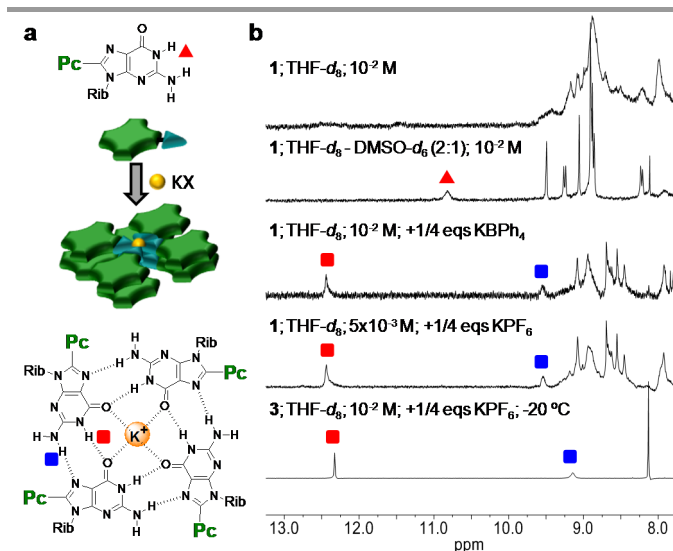 a
O
N
N
H
Pc
N
N
N
H
Rib
H
KX
Pc
Rib
H
N
N
O
N
Rib
N
H
H
N
N
N
Pc
N
N
O
O
H
N
H
K+
H
N
H
N
H
N
N
H
O
O
N
N
H
N
N
Pc
N
N
N
H
N
Rib
Rib
H
Pc
b
1; THF-d8; 10-2 M
1; THF-d8 - DMSO-d6 (2:1); 10-2 M
1; THF-d8; 10-2 M; +1/4 eqs KBPh4
1; THF-d8; 5x10-3 M; +1/4 eqs KPF6
3; THF-d8; 10-2 M; +1/4 eqs KPF6; -20 ºC
13.0 12.0 11.0 10.0 9.0 8.0
ppm